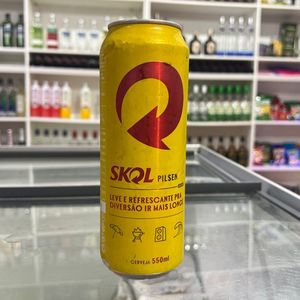 SKOL PILSEN
LEVE E REFRESCANTE PRA
DIVERSÃO IR MAIS LONGE
CERVEJA 550ml